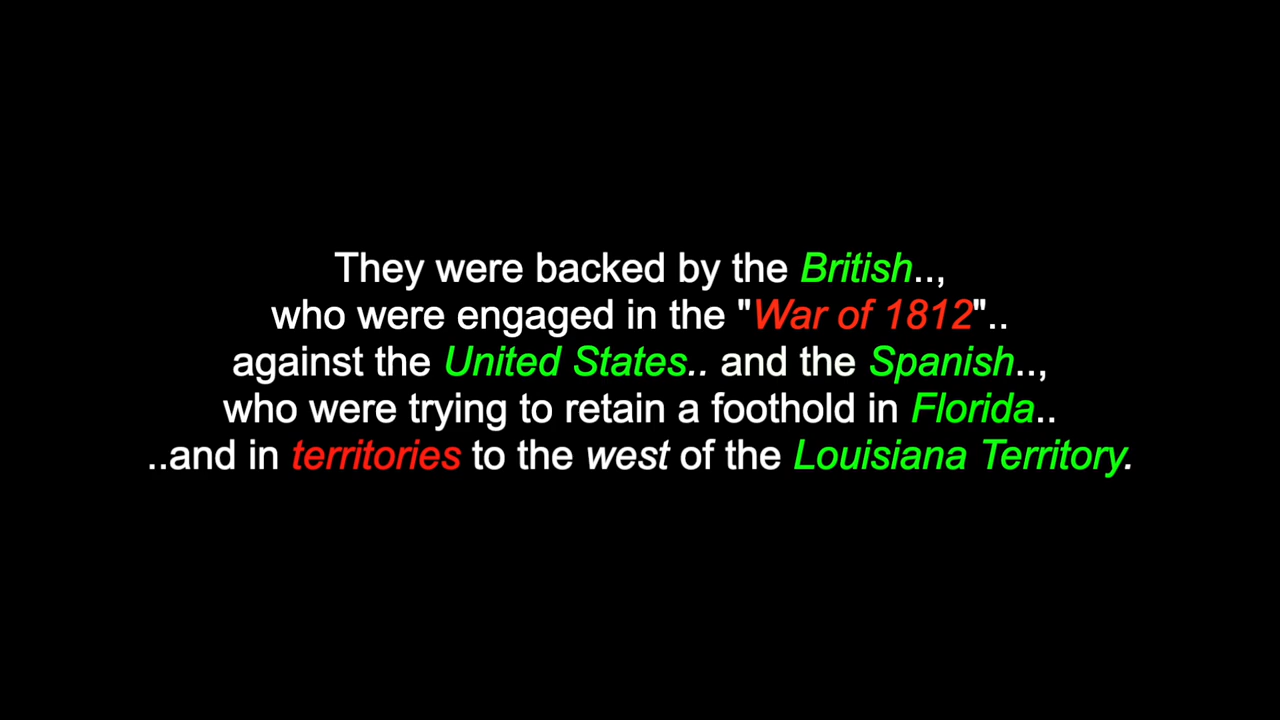 They were backed by the British..,
who were engaged in the "War of 1812"..
against the United States.. and the Spanish..,
who were trying to retain a foothold in Florida..
..and in territories to the west of the Louisiana Territory.